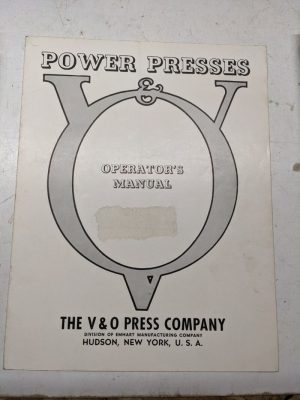 POWER PRESSES
V & O
OPERATOR'S
MANUAL
THE V & O PRESS COMPANY
DIVISION OF EMHART MANUFACTURING COMPANY
HUDSON, NEW YORK, U. S. A.